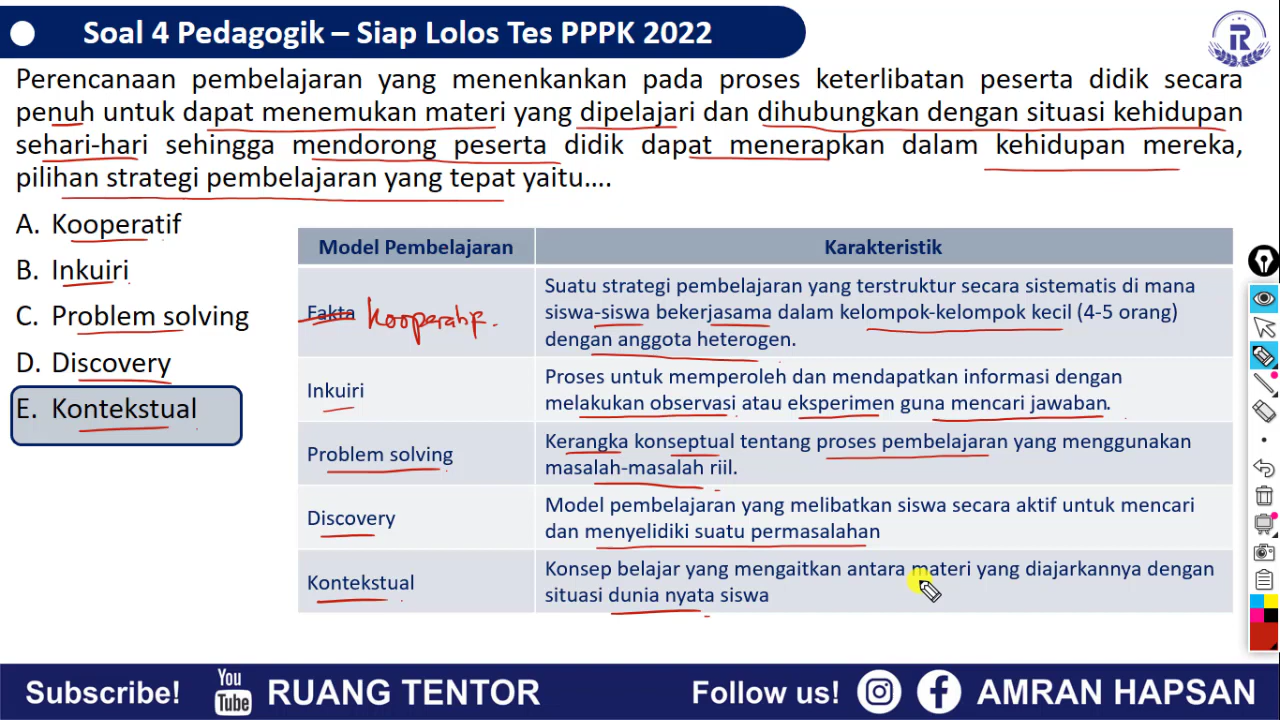 Soal 4 Pedagogik – Siap Lolos Tes PPPK 2022
Perencanaan pembelajaran yang menenkankan pada proses keterlibatan peserta didik secara
penuh untuk dapat menemukan materi yang dipelajari dan dihubungkan dengan situasi kehidupan
sehari-hari sehingga mendorong peserta didik dapat menerapkan dalam kehidupan mereka,
pilihan strategi pembelajaran yang tepat yaitu....
A. Kooperatif
B. Inkuiri
C. Problem solving
D. Discovery
E. Kontekstual
Model Pembelajaran
Karakteristik
Fakta Kooperatif.
Suatu strategi pembelajaran yang terstruktur secara sistematis di mana
siswa-siswa bekerjasama dalam kelompok-kelompok kecil (4-5 orang)
dengan anggota heterogen.
Inkuiri
Proses untuk memperoleh dan mendapatkan informasi dengan
melakukan observasi atau eksperimen guna mencari jawaban.
Problem solving
Kerangka konseptual tentang proses pembelajaran yang menggunakan
masalah-masalah riil.
Discovery
Model pembelajaran yang melibatkan siswa secara aktif untuk mencari
dan menyelidiki suatu permasalahan
Kontekstual
Konsep belajar yang mengaitkan antara materi yang diajarkannya dengan
situasi dunia nyata siswa
Subscribe!
You
Tube
RUANG TENTOR
Follow us!
AMRAN HAPSAN